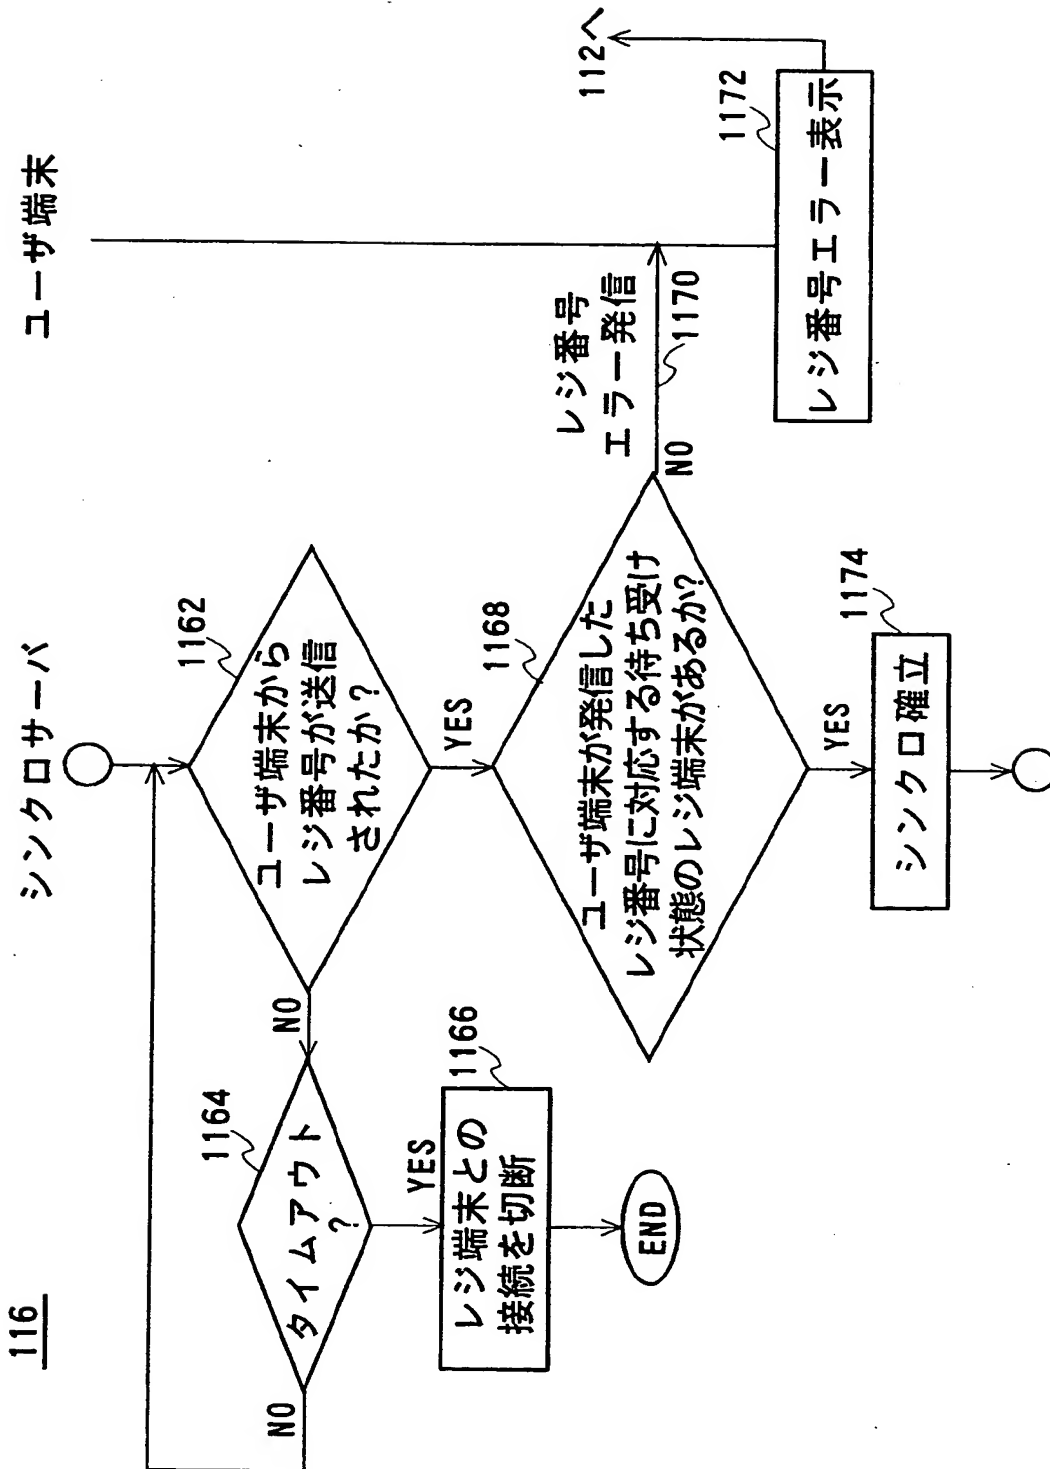 116
シンクロサーバ
ユーザ端末
1162
ユーザ端末から
レジ番号が送信
されたか?
NO
YES
1164
タイムアウト
?
NO
YES
1166
レジ端末との
接続を切断
END
1168
ユーザ端末が発信した
レジ番号に対応する待ち受け
状態のレジ端末があるか?
NO
YES
レジ番号
エラー発信
1170
1172
レジ番号エラー表示
112へ
1174
シンクロ確立